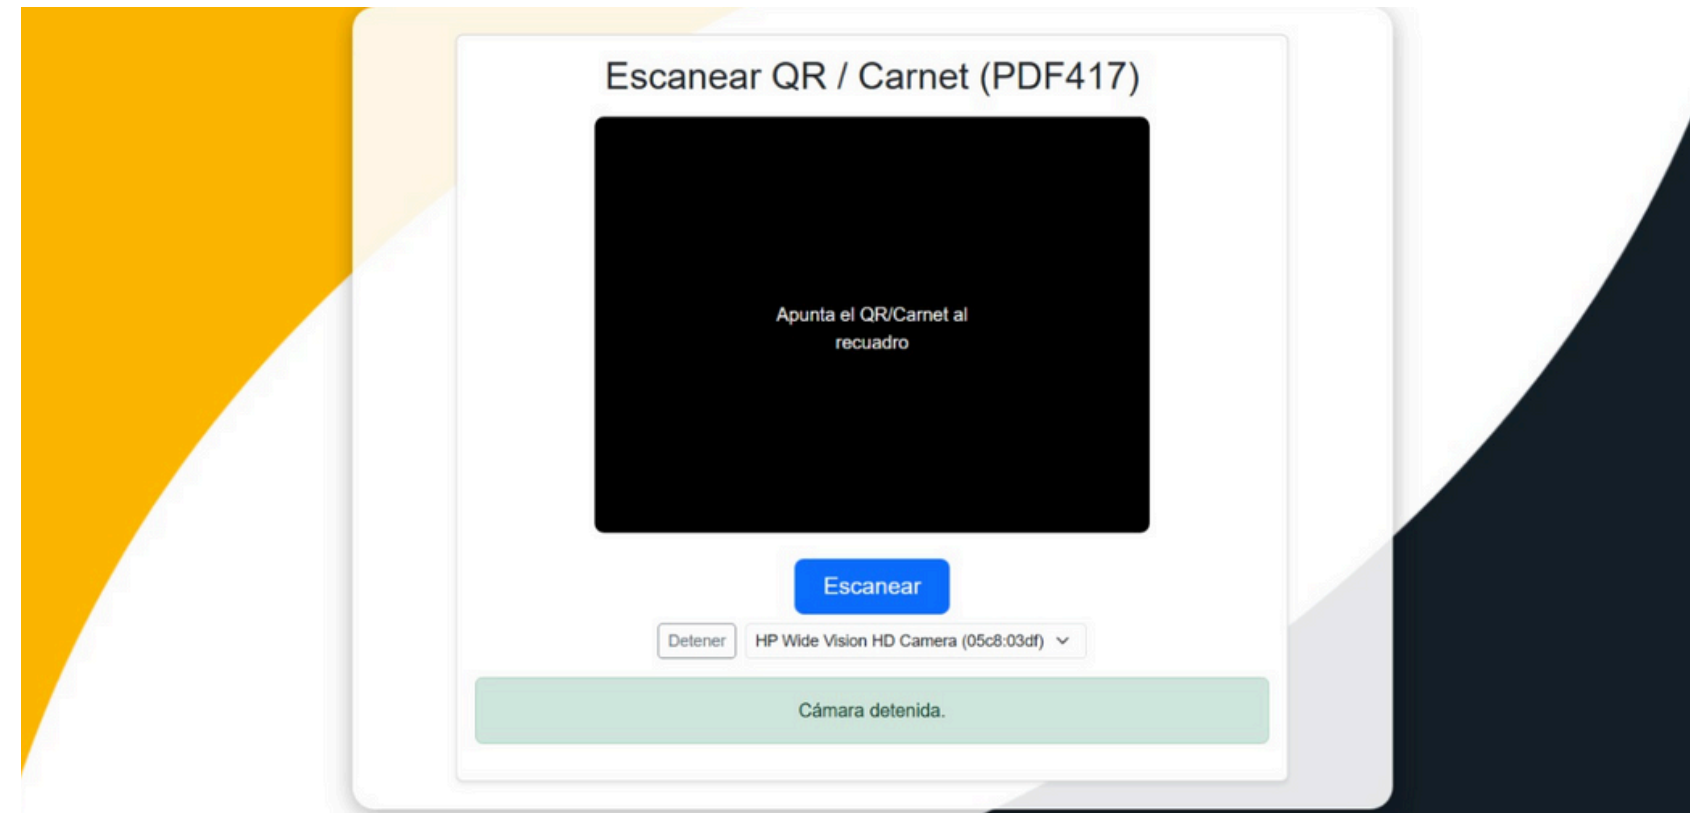 Escanear QR / Carnet (PDF417)
Apunta el QR/Carnet al
recuadro
Escanear
Detener
HP Wide Vision HD Camera (05c8:03df)
Cámara detenida.